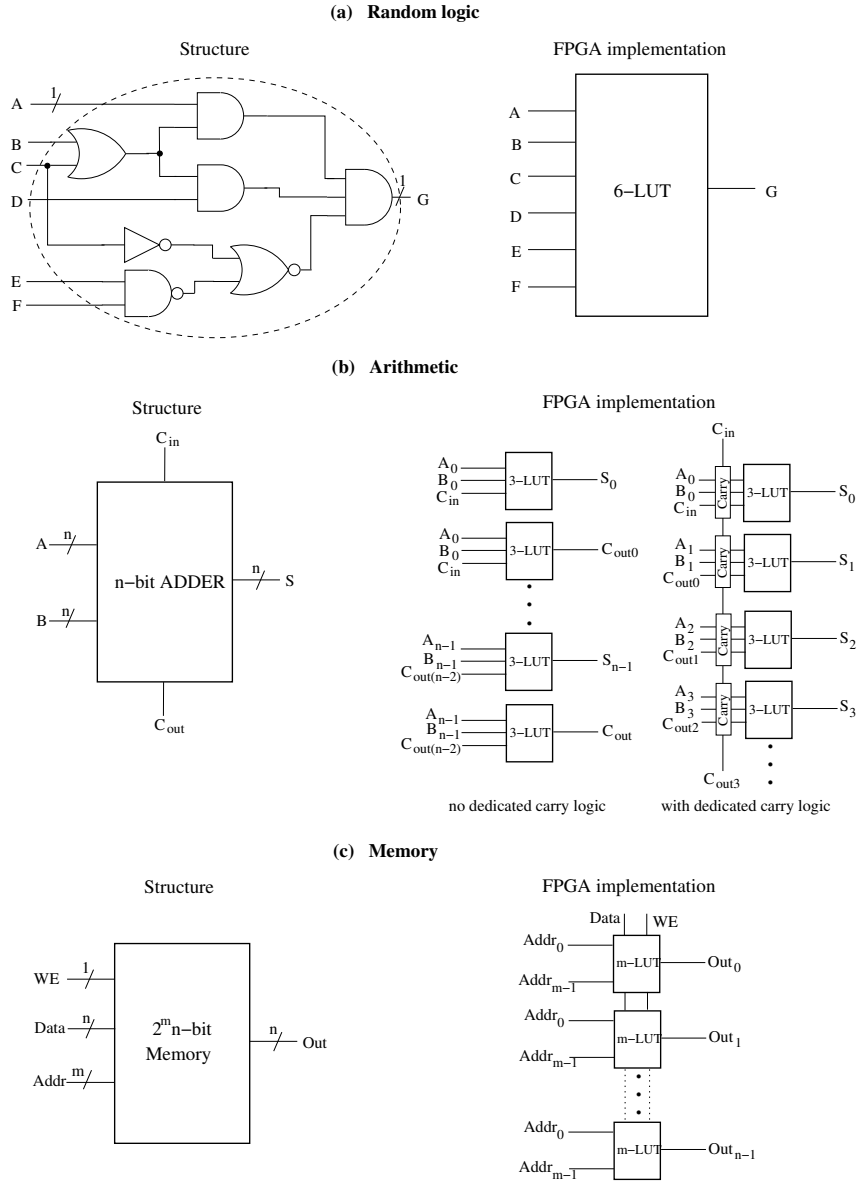 (a) Random logic
Structure
FPGA implementation
A
1
B
C
D
E
F
1
G
A
B
C
D
E
F
6−LUT
G
(b) Arithmetic
Structure
FPGA implementation
C_in
A
n
B
n
n−bit ADDER
n
S
C_out
A_0
B_0
C_in
3−LUT
S_0
A_0
B_0
C_in
3−LUT
C_out0
A_n−1
B_n−1
C_out(n−2)
3−LUT
S_n−1
A_n−1
B_n−1
C_out(n−2)
3−LUT
C_out
no dedicated carry logic
C_in
A_0
B_0
C_in
Carry
3−LUT
S_0
A_1
B_1
C_out0
Carry
3−LUT
S_1
A_2
B_2
C_out1
Carry
3−LUT
S_2
A_3
B_3
C_out2
Carry
3−LUT
S_3
C_out3
with dedicated carry logic
(c) Memory
Structure
FPGA implementation
WE
1
Data
n
Addr
m
2^m n−bit
Memory
n
Out
Data
WE
Addr_0
Addr_m−1
m−LUT
Out_0
Addr_0
Addr_m−1
m−LUT
Out_1
Addr_0
Addr_m−1
m−LUT
Out_n−1